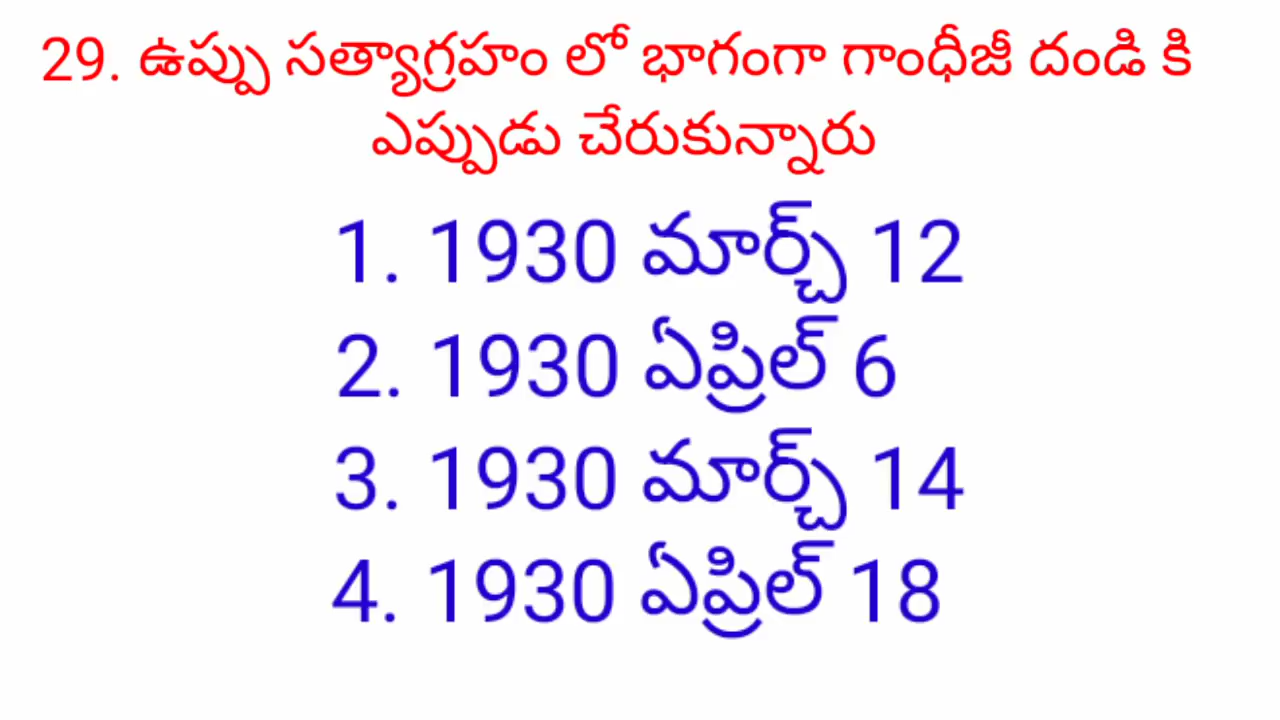 29. ఉప్పు సత్యాగ్రహం లో భాగంగా గాంధీజీ దండి కి
ఎప్పుడు చేరుకున్నారు
1. 1930 మార్చ్ 12
2. 1930 ఏప్రిల్ 6
3. 1930 మార్చ్ 14
4. 1930 ఏప్రిల్ 18